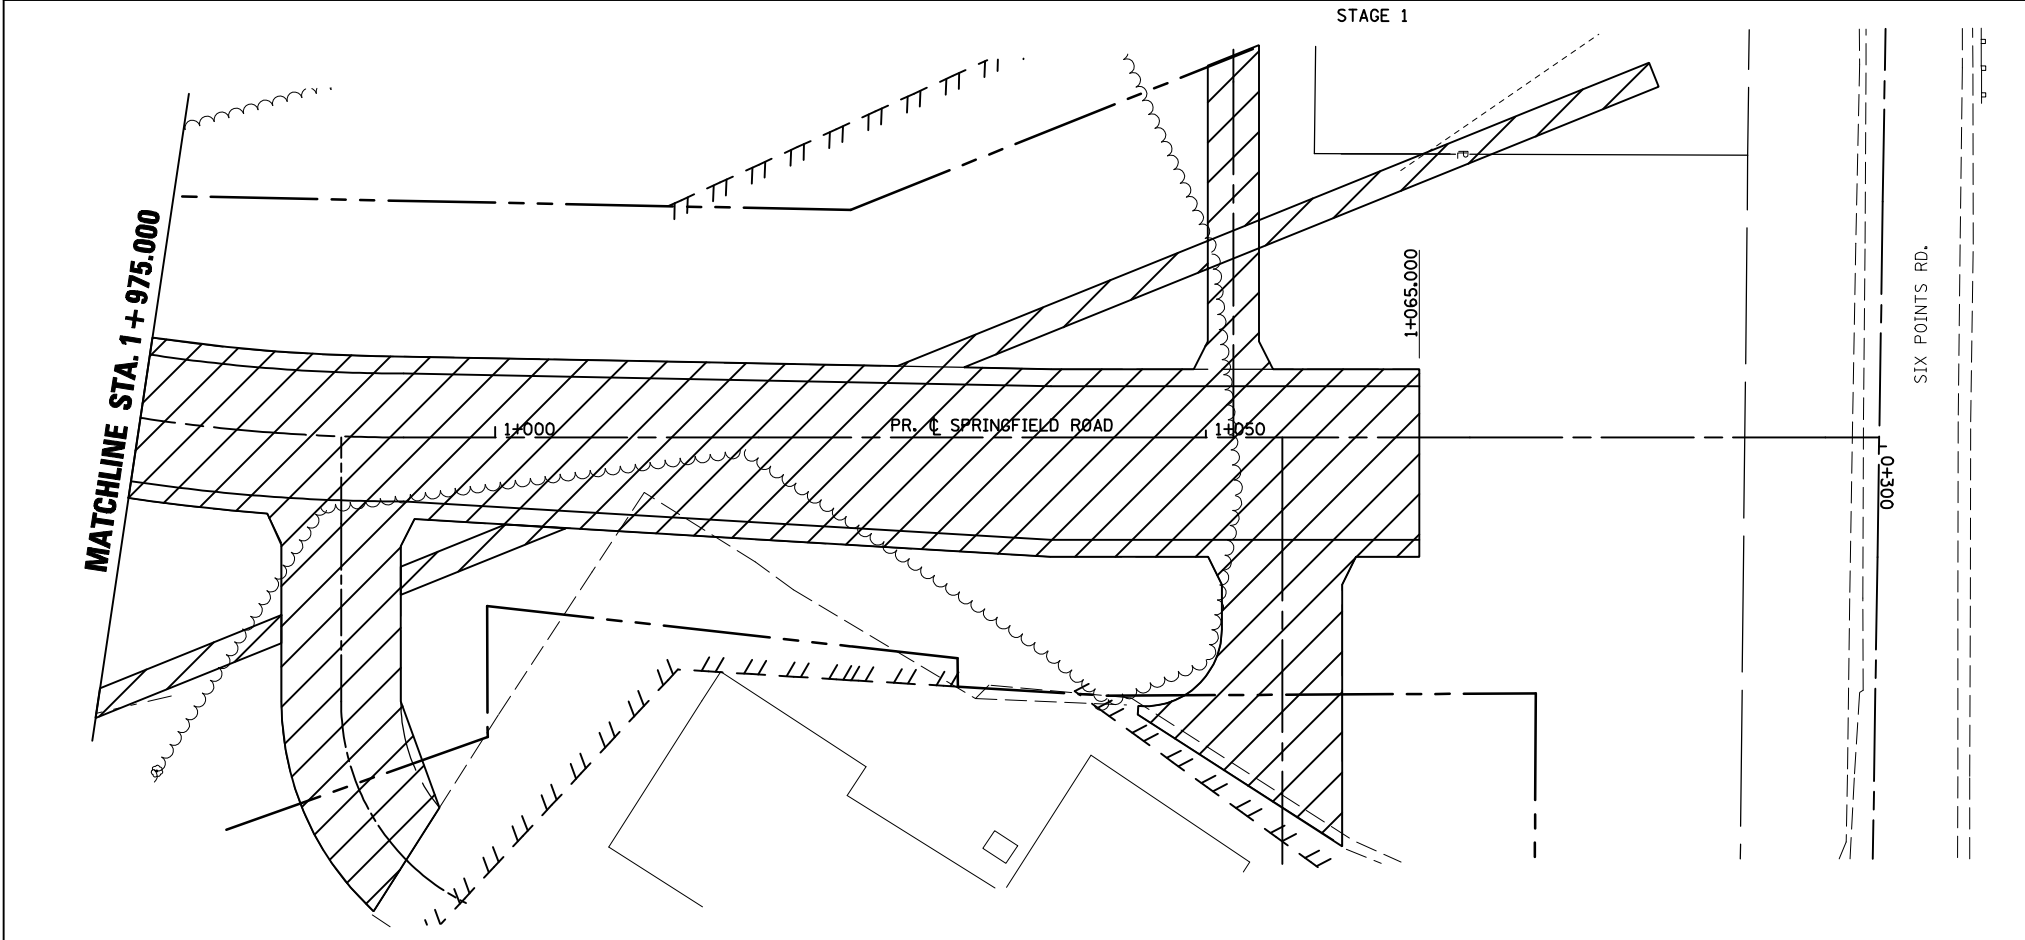 STAGE 1
MATCHLINE STA. 1+975.000
1+065.000
SIX POINTS RD.
PL
1+000
PR. ℄ SPRINGFIELD ROAD
1+050
0+300